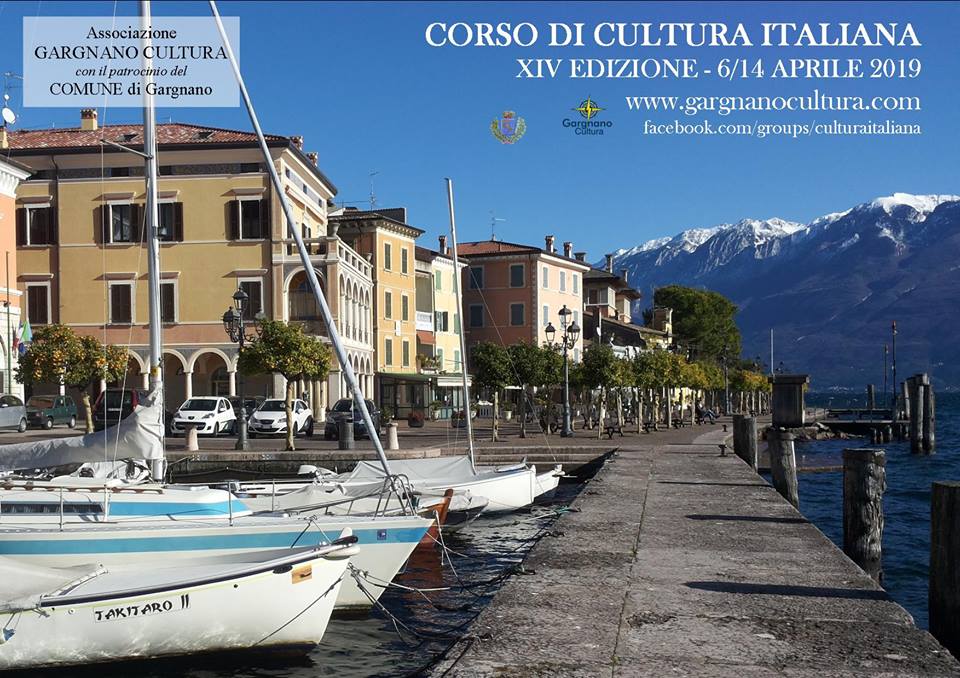 Associazione
GARGNANO CULTURA
con il patrocinio del
COMUNE di Gargnano
CORSO DI CULTURA ITALIANA
XIV EDIZIONE - 6/14 APRILE 2019
www.gargnanocultura.com
facebook.com/groups/culturaitaliana
Gargnano
Cultura
TAKITARO II